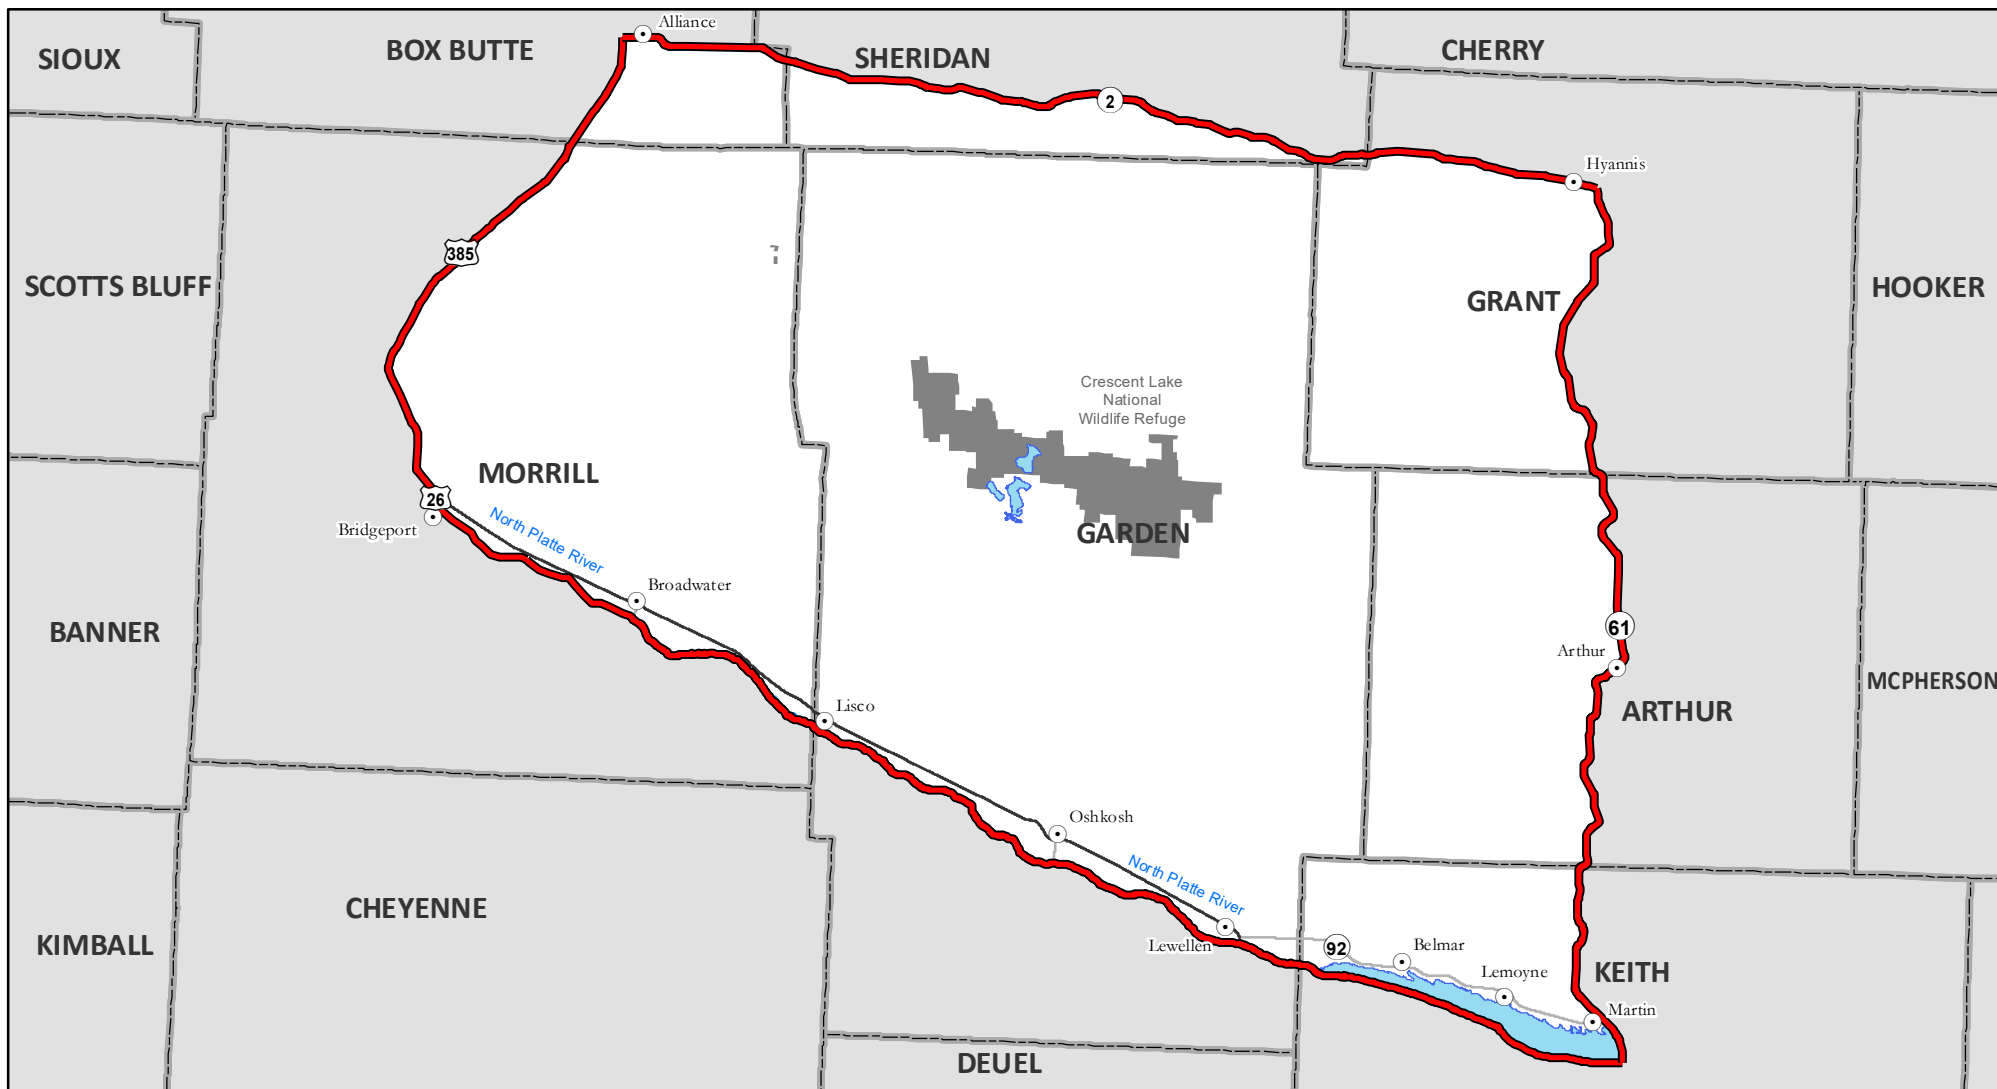 Alliance
SIOUX
BOX BUTTE
SHERIDAN
CHERRY
2
Hyannis
385
SCOTTS BLUFF
GRANT
HOOKER
Crescent Lake
National
Wildlife Refuge
MORRILL
26
North Platte River
Bridgeport
GARDEN
Broadwater
BANNER
61
Arthur
MCPHERSON
Lisco
ARTHUR
Oshkosh
North Platte River
CHEYENNE
Lewellen
KIMBALL
92
Belmar
Lemoyne
KEITH
Martin
DEUEL